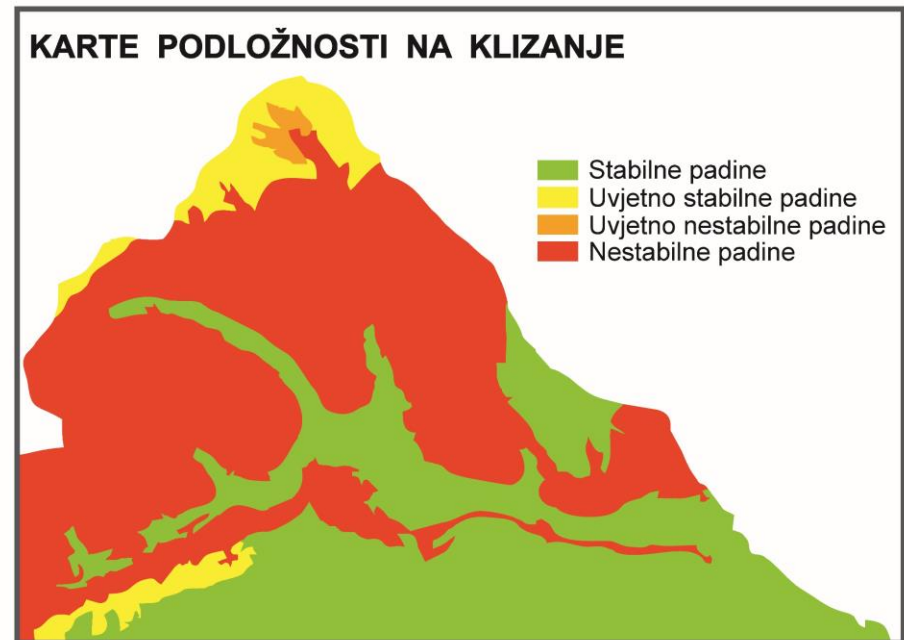 KARTE PODLOŽNOSTI NA KLIZANJE
Stabilne padine
Uvjetno stabilne padine
Uvjetno nestabilne padine
Nestabilne padine